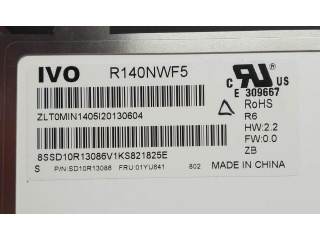 IVO R140NWF5
C US
E 309667
RoHS
ZLT0MIN1405I20130604
R6
HW:2.2
FW:0.0
ZB
8SSD10R13086V1KS821825E
S P/N:SD10R13086 FRU:01YU641 802 MADE IN CHINA